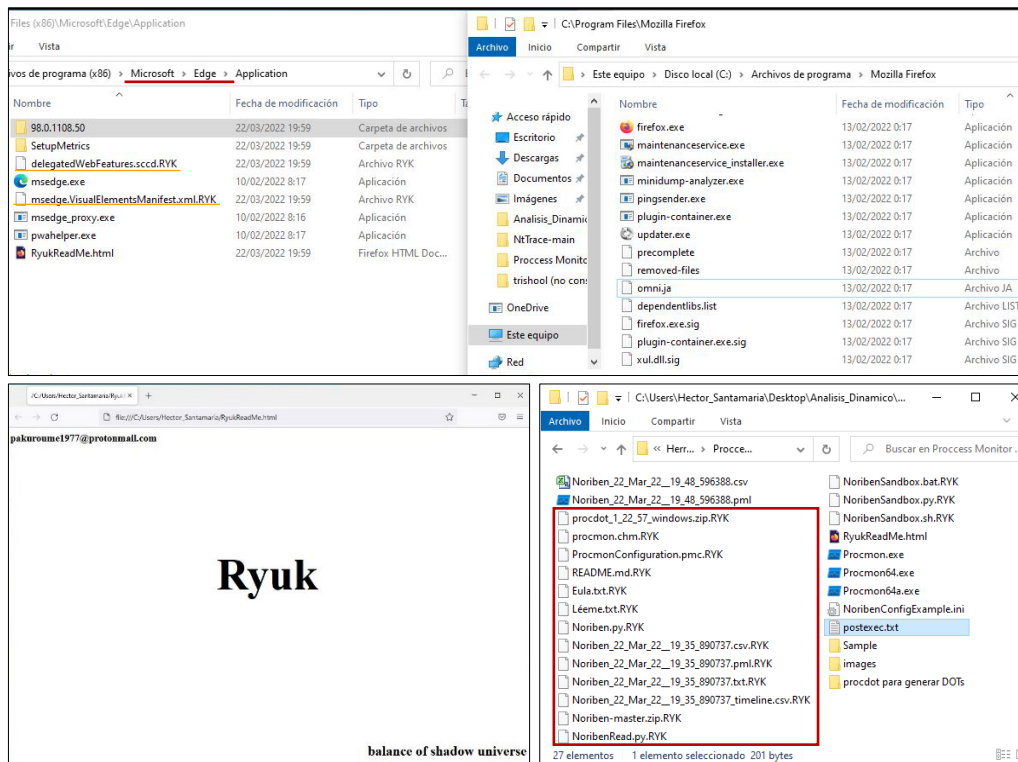 Files (x86)\Microsoft\Edge\Application
Vista
ivos de programa (x86) > Microsoft > Edge > Application
Nombre Fecha de modificación Tipo
98.0.1108.50 22/03/2022 19:59 Carpeta de archivos
SetupMetrics 22/03/2022 19:59 Carpeta de archivos
delegatedWebFeatures.sccd.RYK 22/03/2022 19:59 Archivo RYK
msedge.exe 10/02/2022 8:17 Aplicación
msedge.VisualElementsManifest.xml.RYK 22/03/2022 19:59 Archivo RYK
msedge_proxy.exe 10/02/2022 8:16 Aplicación
pwahelper.exe 10/02/2022 8:17 Aplicación
RyukReadMe.html 22/03/2022 19:59 Firefox HTML Doc...
C:\Program Files\Mozilla Firefox
Archivo Inicio Compartir Vista
> Este equipo > Disco local (C:) > Archivos de programa > Mozilla Firefox
Acceso rápido
Escritorio
Descargas
Documentos
Imágenes
Analisis_Dinamic
NtTrace-main
Proccess Monito
trishool (no cons
OneDrive
Este equipo
Red
Nombre Fecha de modificación Tipo
firefox.exe 13/02/2022 0:17 Aplicación
maintenanceservice.exe 13/02/2022 0:17 Aplicación
maintenanceservice_installer.exe 13/02/2022 0:17 Aplicación
minidump-analyzer.exe 13/02/2022 0:17 Aplicación
pingsender.exe 13/02/2022 0:17 Aplicación
plugin-container.exe 13/02/2022 0:17 Aplicación
updater.exe 13/02/2022 0:17 Aplicación
precomplete 13/02/2022 0:17 Archivo
removed-files 13/02/2022 0:17 Archivo
omni.ja 13/02/2022 0:17 Archivo JA
dependentlibs.list 13/02/2022 0:17 Archivo LIST
firefox.exe.sig 13/02/2022 0:17 Archivo SIG
plugin-container.exe.sig 13/02/2022 0:17 Archivo SIG
xul.dll.sig 13/02/2022 0:17 Archivo SIG
/C:/Users/Hector_Santamaria/Ryuk
file:///C:/Users/Hector_Santamaria/RyukReadMe.html
paknroume1977@protonmail.com
Ryuk
balance of shadow universe
C:\Users\Hector_Santamaria\Desktop\Analisis_Dinamico\...
Archivo Inicio Compartir Vista
« Herr... > Procce...
Buscar en Proccess Monitor ...
Noriben_22_Mar_22__19_48_596388.csv
Noriben_22_Mar_22__19_48_596388.pml
procdot_1_22_57_windows.zip.RYK
procmon.chm.RYK
ProcmonConfiguration.pmc.RYK
README.md.RYK
Eula.txt.RYK
Léeme.txt.RYK
Noriben.py.RYK
Noriben_22_Mar_22__19_35_890737.csv.RYK
Noriben_22_Mar_22__19_35_890737.pml.RYK
Noriben_22_Mar_22__19_35_890737.txt.RYK
Noriben_22_Mar_22__19_35_890737_timeline.csv.RYK
Noriben-master.zip.RYK
NoribenRead.py.RYK
NoribenSandbox.bat.RYK
NoribenSandbox.py.RYK
NoribenSandbox.sh.RYK
RyukReadMe.html
Procmon.exe
Procmon64.exe
Procmon64a.exe
NoribenConfigExample.ini
postexec.txt
Sample
images
procdot para generar DOTs
27 elementos 1 elemento seleccionado 201 bytes